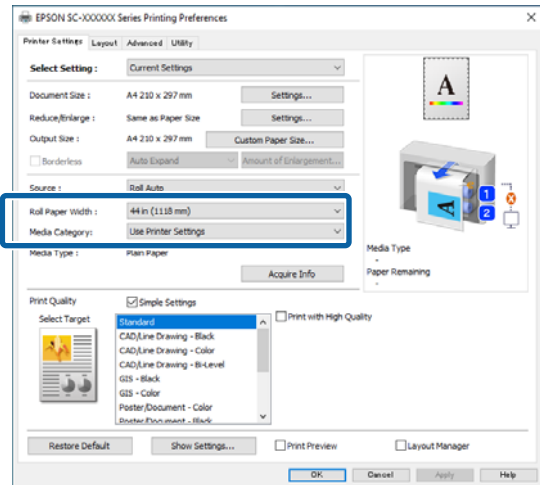 EPSON SC-XXXXXX Series Printing Preferences
Printer Settings Layout Advanced Utility
Select Setting : Current Settings
Document Size : A4 210 x 297 mm Settings...
Reduce/Enlarge : Same as Paper Size Settings...
Output Size : A4 210 x 297 mm Custom Paper Size...
Borderless Auto Expand Amount of Enlargement...
Source : Roll Auto
Roll Paper Width : 44 in (1118 mm)
Media Category: Use Printer Settings
Media Type : Plain Paper
Acquire Info
A
A
1
2
Media Type
-
Paper Remaining
-
Print Quality Simple Settings
Select Target
Standard
CAD/Line Drawing - Black
CAD/Line Drawing - Color
CAD/Line Drawing - Bi-Level
GIS - Black
GIS - Color
Poster/Document - Color
Poster/Document - Black
Print with High Quality
Restore Default Show Settings... Print Preview Layout Manager
OK Cancel Apply Help